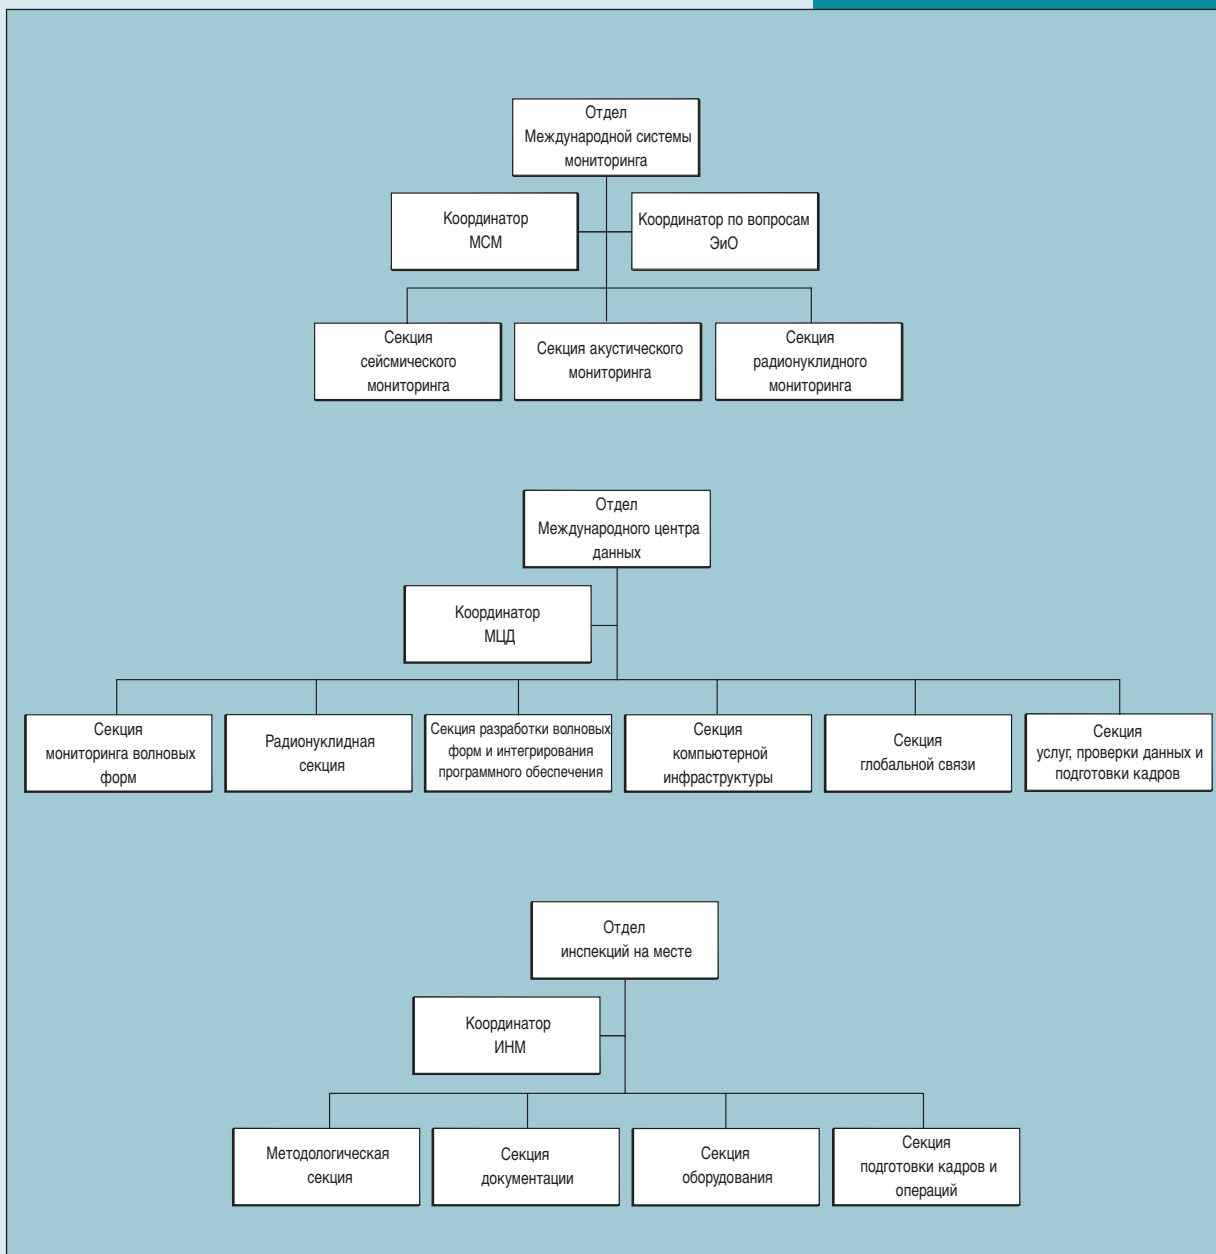 Отдел
Международной системы
мониторинга
Координатор
МСМ
Координатор по вопросам
ЭиО
Секция
сейсмического
мониторинга
Секция акустического
мониторинга
Секция
радионуклидного
мониторинга
Отдел
Международного центра
данных
Координатор
МЦД
Секция
мониторинга волновых
форм
Радионуклидная
секция
Секция разработки волновых
форм и интегрирования
программного обеспечения
Секция
компьютерной
инфраструктуры
Секция
глобальной связи
Секция
услуг, проверки данных и
подготовки кадров
Отдел
инспекций на месте
Координатор
ИНМ
Методологическая
секция
Секция
документации
Секция
оборудования
Секция
подготовки кадров и
операций